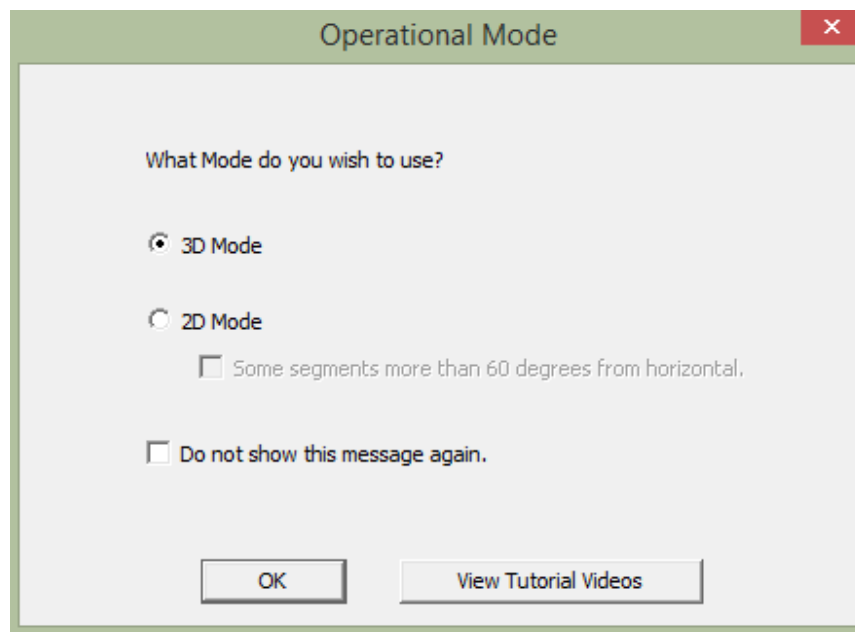 Operational Mode
What Mode do you wish to use?
3D Mode
2D Mode
Some segments more than 60 degrees from horizontal.
Do not show this message again.
OK
View Tutorial Videos